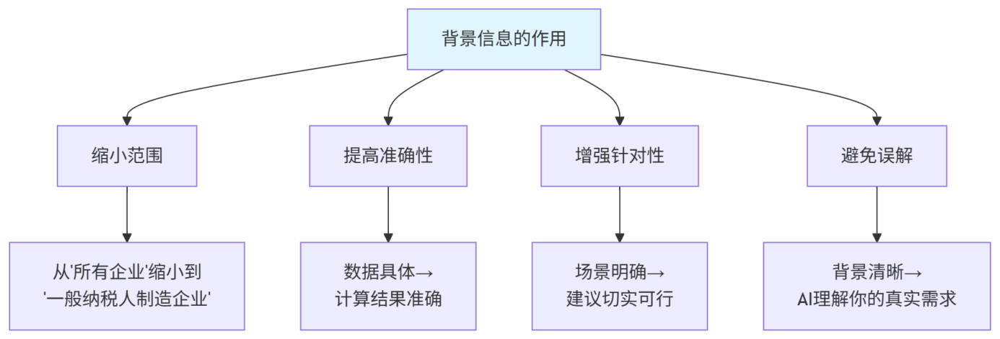 背景信息的作用
缩小范围
提高准确性
增强针对性
避免误解
从'所有企业'缩小到
'一般纳税人制造企业'
数据具体→
计算结果准确
场景明确→
建议切实可行
背景清晰→
AI理解你的真实需求